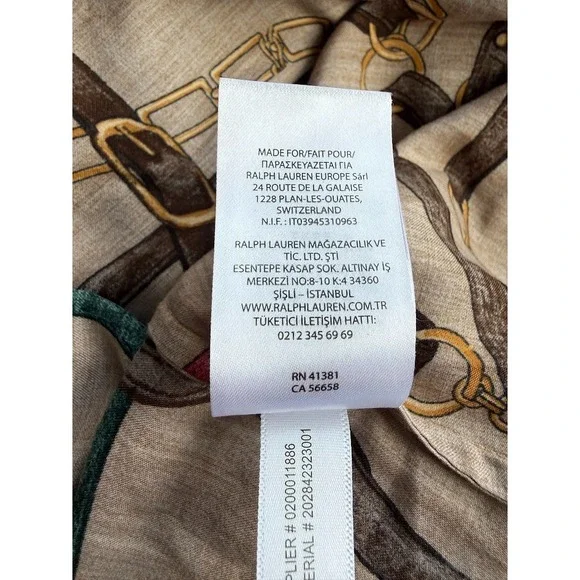 MADE FOR/FAIT POUR/
ΠΑΡΑΣΚΕΥΑΖΕΤΑΙ ΓΙΑ
RALPH LAUREN EUROPE Sárl
24 ROUTE DE LA GALAISE
1228 PLAN-LES-OUATES,
SWITZERLAND
N.I.F. : IT03945310963
RALPH LAUREN MAĞAZACILIK VE
TİC. LTD. ŞTİ
ESENTEPE KASAP SOK. ALTINAY İŞ
MERKEZİ NO:8-10 K:4 34360
ŞİŞLİ – İSTANBUL
WWW.RALPHLAUREN.COM.TR
TÜKETİCİ İLETİŞİM HATTI:
0212 345 69 69
RN 41381
CA 56658
PLIER # 0200011886
ERIAL # 202842323001